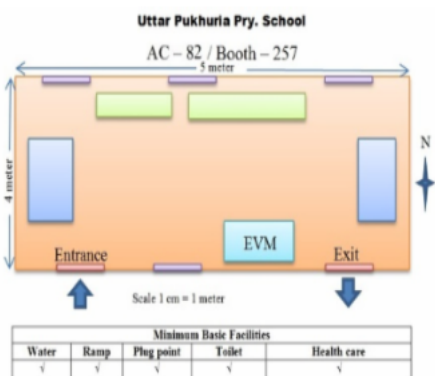 Uttar Pukhuria Pry. School
AC – 82 / Booth – 257
5 meter
4 meter
N
EVM
Entrance
Exit
Scale 1 cm = 1 meter
Minimum Basic Facilities
Water Ramp Plug point Toilet Health care
√ √ √ √ √